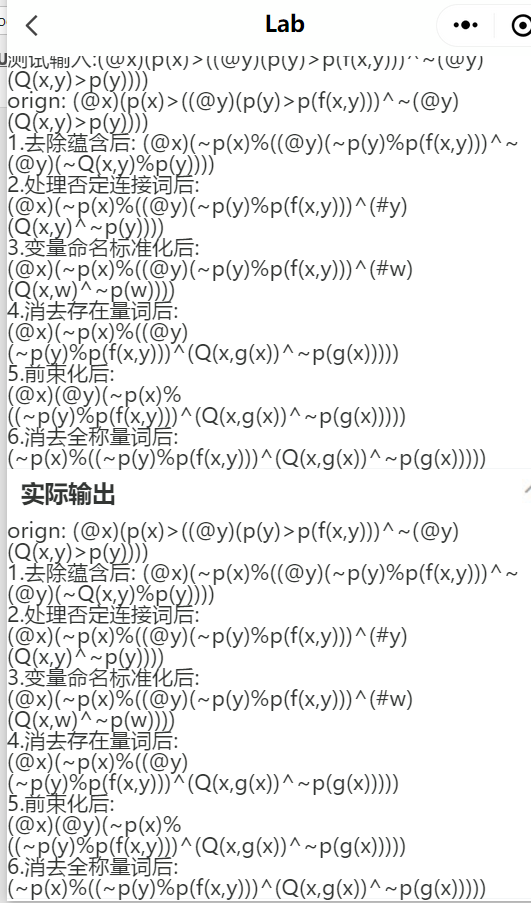 Lab
测试输入:(@x)(p(x)>((@y)(p(y)>p(f(x,y)))^~(@y)
(Q(x,y)>p(y))))
orign: (@x)(p(x)>((@y)(p(y)>p(f(x,y)))^~(@y)
(Q(x,y)>p(y))))
1.去除蕴含后: (@x)(~p(x)%((@y)(~p(y)%p(f(x,y)))^~
(@y)(~Q(x,y)%p(y))))
2.处理否定连接词后:
(@x)(~p(x)%((@y)(~p(y)%p(f(x,y)))^(#y)
(Q(x,y)^~p(y))))
3.变量命名标准化后:
(@x)(~p(x)%((@y)(~p(y)%p(f(x,y)))^(#w)
(Q(x,w)^~p(w))))
4.消去存在量词后:
(@x)(~p(x)%((@y)
(~p(y)%p(f(x,y)))^(Q(x,g(x))^~p(g(x)))))
5.前束化后:
(@x)(@y)(~p(x)%
((~p(y)%p(f(x,y)))^(Q(x,g(x))^~p(g(x)))))
6.消去全称量词后:
(~p(x)%((~p(y)%p(f(x,y)))^(Q(x,g(x))^~p(g(x)))))
实际输出
orign: (@x)(p(x)>((@y)(p(y)>p(f(x,y)))^~(@y)
(Q(x,y)>p(y))))
1.去除蕴含后: (@x)(~p(x)%((@y)(~p(y)%p(f(x,y)))^~
(@y)(~Q(x,y)%p(y))))
2.处理否定连接词后:
(@x)(~p(x)%((@y)(~p(y)%p(f(x,y)))^(#y)
(Q(x,y)^~p(y))))
3.变量命名标准化后:
(@x)(~p(x)%((@y)(~p(y)%p(f(x,y)))^(#w)
(Q(x,w)^~p(w))))
4.消去存在量词后:
(@x)(~p(x)%((@y)
(~p(y)%p(f(x,y)))^(Q(x,g(x))^~p(g(x)))))
5.前束化后:
(@x)(@y)(~p(x)%
((~p(y)%p(f(x,y)))^(Q(x,g(x))^~p(g(x)))))
6.消去全称量词后:
(~p(x)%((~p(y)%p(f(x,y)))^(Q(x,g(x))^~p(g(x)))))